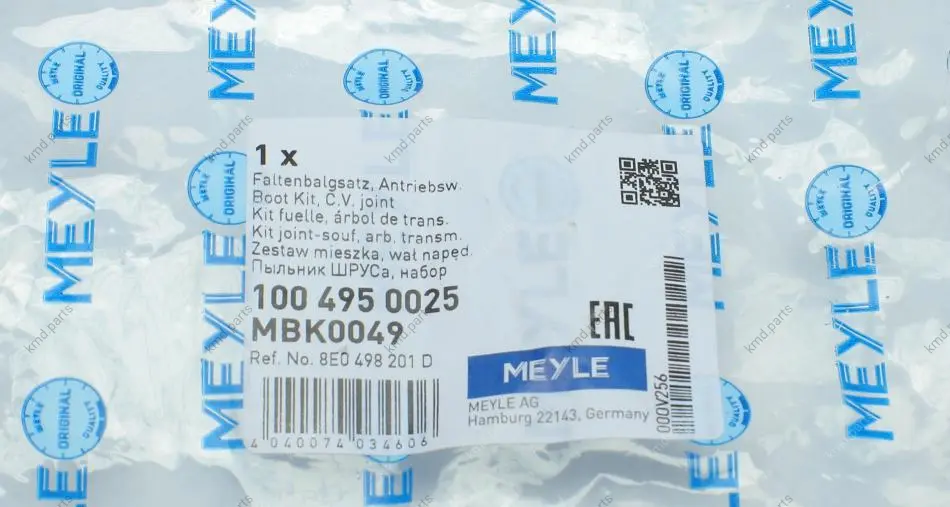 1 x
Faltenbalgsatz, Antriebsw.
Boot Kit, C.V. joint
Kit fuelle, árbol de trans.
Kit joint-souf, arb, transm.
Zestaw mieszka, wał napęd.
Пыльник ШРУСа, набор
100 495 0025
MBK0049
Ref. No. 8E0 498 201 D
4 040074 034606
EAC
MEYLE
MEYLE AG
Hamburg 22143, Germany
000V256
MEYLE
MEYLE ORIGINAL QUALITY
kmd.parts